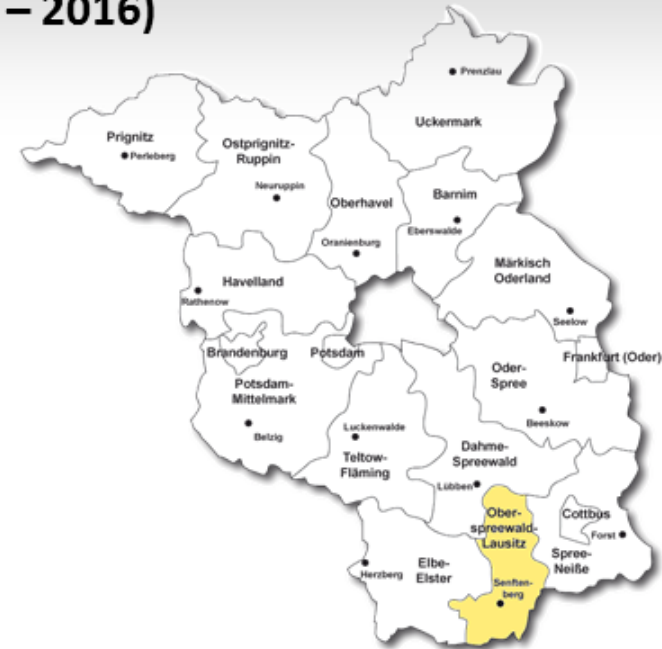 – 2016)
Prenzlau
Uckermark
Prignitz
Perleberg
Ostprignitz-
Ruppin
Neuruppin
Oberhavel
Oranienburg
Barnim
Eberswalde
Märkisch
Oderland
Seelow
Havelland
Rathenow
Brandenburg
Potsdam
Potsdam-
Mittelmark
Belzig
Frankfurt (Oder)
Oder-
Spree
Beeskow
Luckenwalde
Teltow-
Fläming
Dahme-
Spreewald
Lübben
Ober-
spreewald-
Lausitz
Senften-
berg
Cottbus
Forst
Spree-
Neiße
Elbe-
Elster
Herzberg